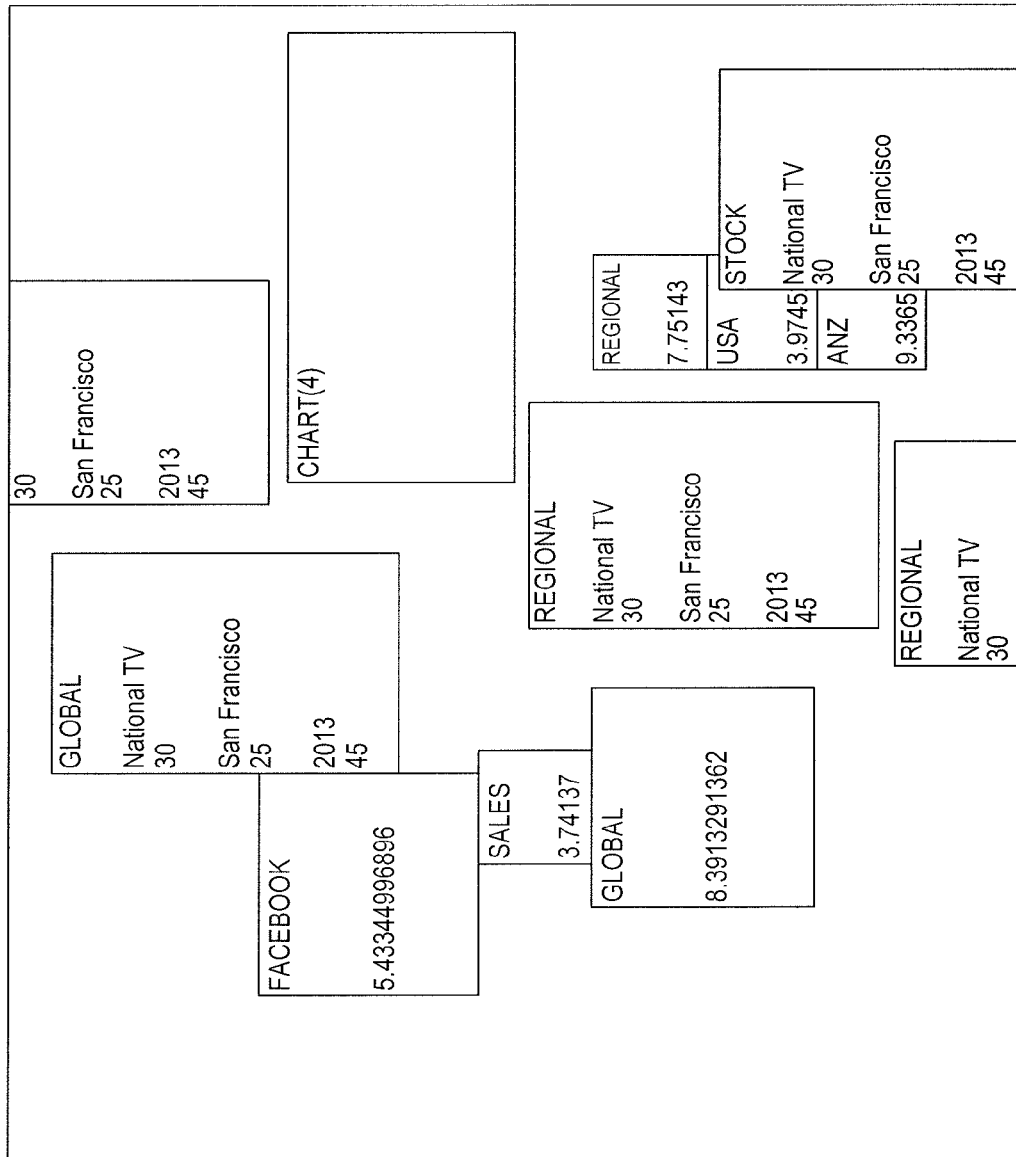 30
San Francisco
25
2013
45
CHART(4)
GLOBAL
National TV
30
San Francisco
25
2013
45
FACEBOOK
5.43344996896
SALES
3.74137
GLOBAL
8.3913291362
REGIONAL
National TV
30
San Francisco
25
2013
45
REGIONAL
7.75143
USA
3.9745
ANZ
9.3365
STOCK
National TV
30
San Francisco
25
2013
45
REGIONAL
National TV
30